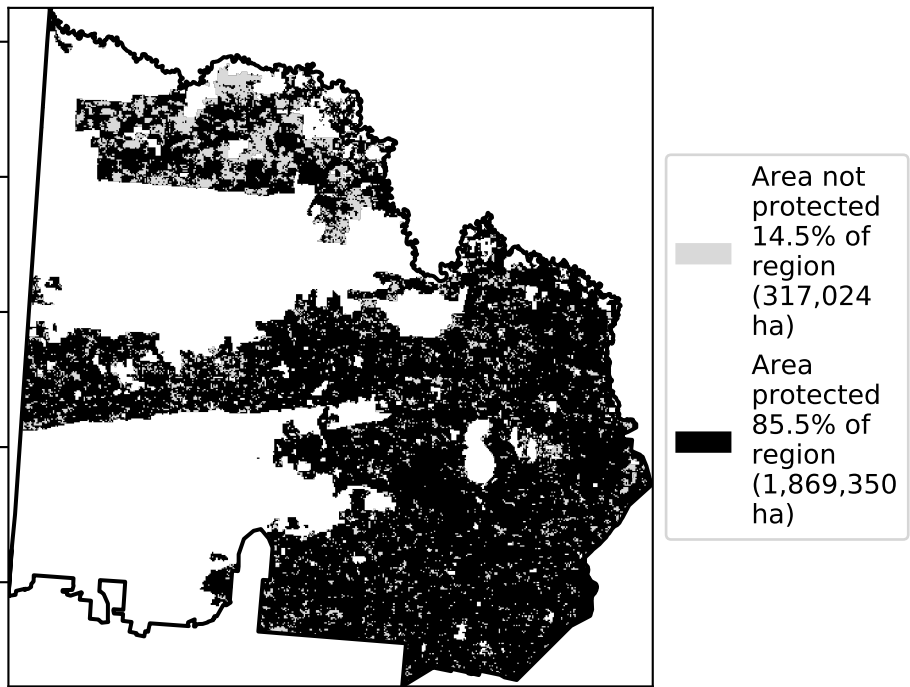 Area not
protected
14.5% of
region
(317,024
ha)
Area
protected
85.5% of
region
(1,869,350
ha)